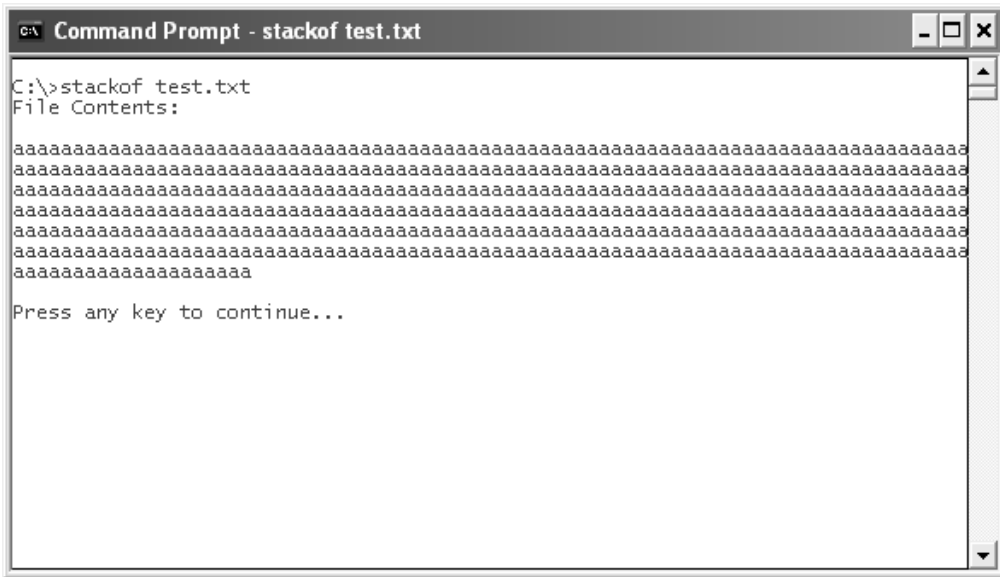 Command Prompt - stackof test.txt
C:\>stackof test.txt
File Contents:
aaaaaaaaaaaaaaaaaaaaaaaaaaaaaaaaaaaaaaaaaaaaaaaaaaaaaaaaaaaaaaaaaaaaaaaaaaaaaaaa
aaaaaaaaaaaaaaaaaaaaaaaaaaaaaaaaaaaaaaaaaaaaaaaaaaaaaaaaaaaaaaaaaaaaaaaaaaaaaaaa
aaaaaaaaaaaaaaaaaaaaaaaaaaaaaaaaaaaaaaaaaaaaaaaaaaaaaaaaaaaaaaaaaaaaaaaaaaaaaaaa
aaaaaaaaaaaaaaaaaaaaaaaaaaaaaaaaaaaaaaaaaaaaaaaaaaaaaaaaaaaaaaaaaaaaaaaaaaaaaaaa
aaaaaaaaaaaaaaaaaaaaaaaaaaaaaaaaaaaaaaaaaaaaaaaaaaaaaaaaaaaaaaaaaaaaaaaaaaaaaaaa
aaaaaaaaaaaaaaaaaaaaaaaaaaaaaaaaaaaaaaaaaaaaaaaaaaaaaaaaaaaaaaaaaaaaaaaaaaaaaaaa
aaaaaaaaaaaaaaaaaaaa
Press any key to continue...